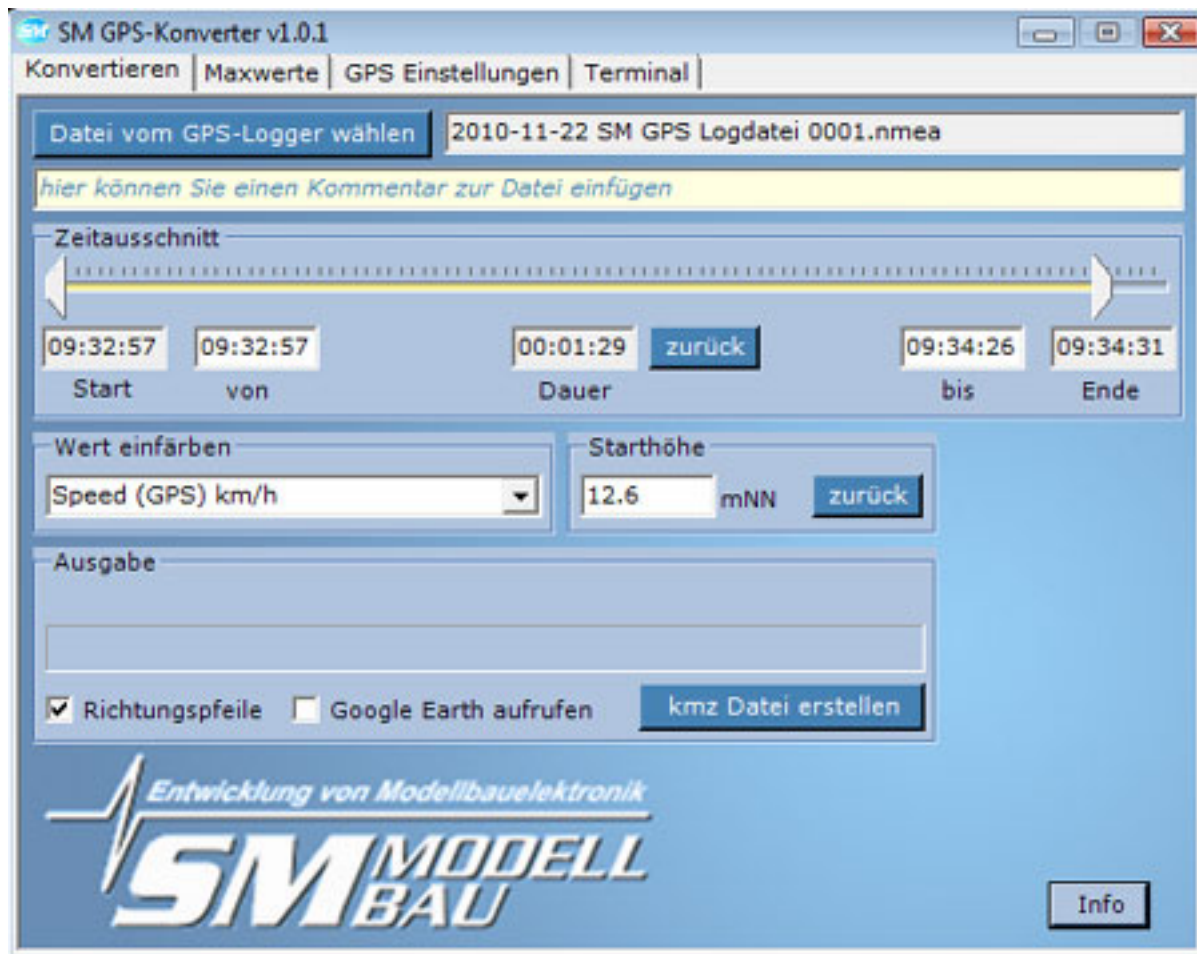 SM GPS-Konverter v1.0.1
Konvertieren Maxwerte GPS Einstellungen Terminal
Datei vom GPS-Logger wählen 2010-11-22 SM GPS Logdatei 0001.nmea
hier können Sie einen Kommentar zur Datei einfügen
Zeitausschnitt
09:32:57 09:32:57 00:01:29 zurück 09:34:26 09:34:31
Start von Dauer bis Ende
Wert einfärben Starthöhe
Speed (GPS) km/h 12.6 mNN zurück
Ausgabe
Richtungspfeile Google Earth aufrufen kmz Datei erstellen
Entwicklung von Modellbauelektronik
SM MODELL
BAU
Info